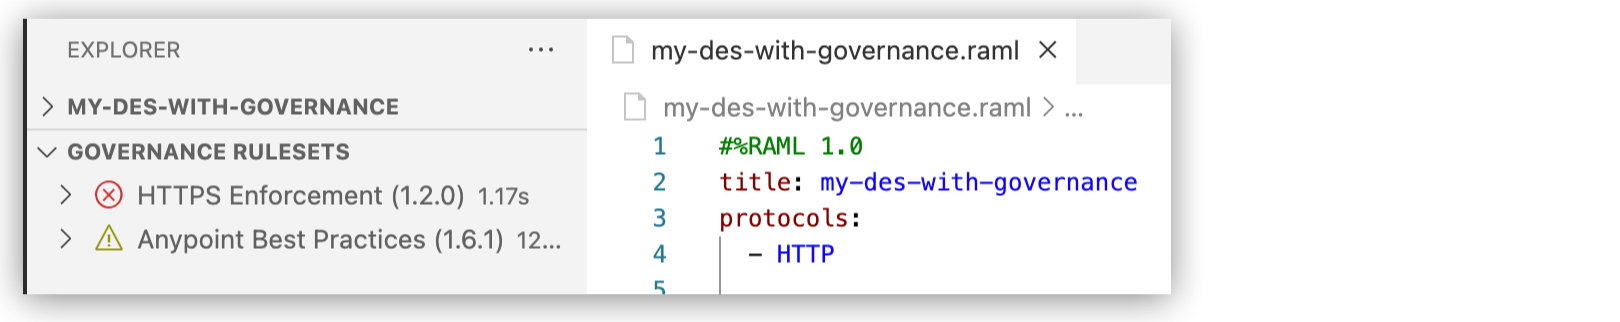 EXPLORER ...
MY-DES-WITH-GOVERNANCE
GOVERNANCE RULESETS
HTTPS Enforcement (1.2.0) 1.17s
Anypoint Best Practices (1.6.1) 12...
my-des-with-governance.raml
my-des-with-governance.raml > ...
1 #%RAML 1.0
2 title: my-des-with-governance
3 protocols:
4 - HTTP
5